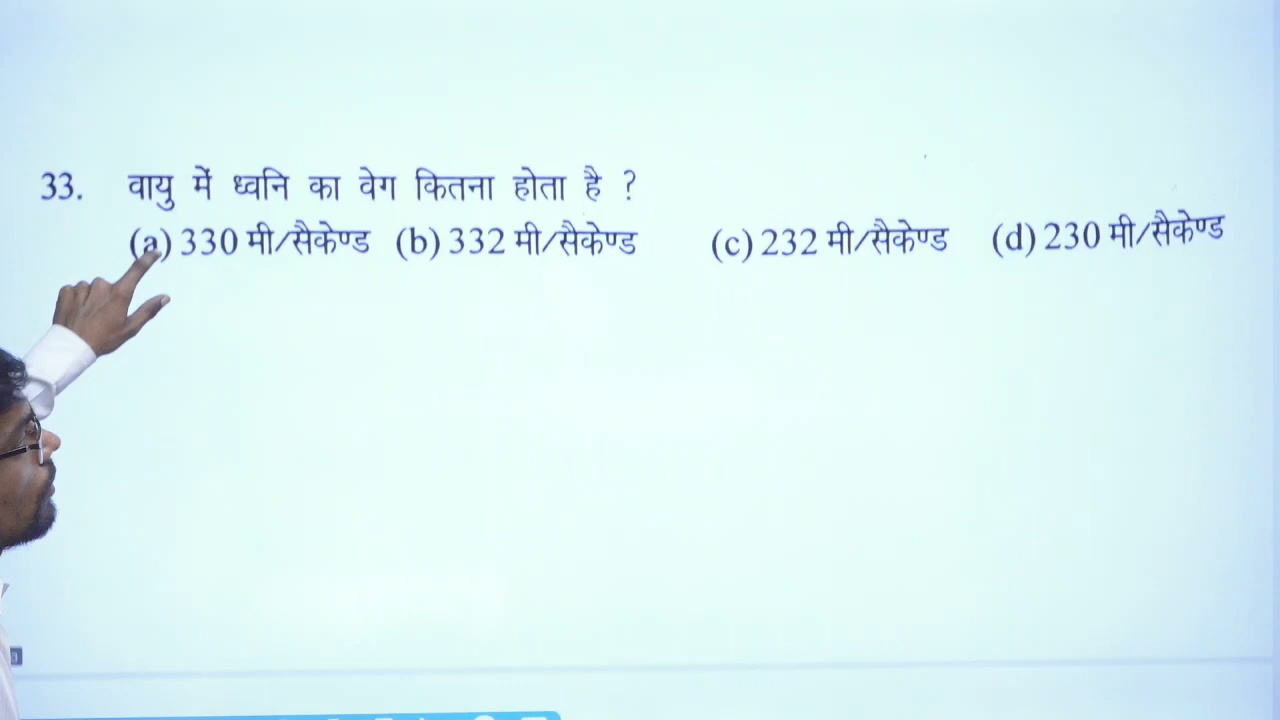 33. वायु में ध्वनि का वेग कितना होता है ?
(a) 330 मी/सैकेण्ड (b) 332 मी/सैकेण्ड (c) 232 मी/सैकेण्ड (d) 230 मी/सैकेण्ड